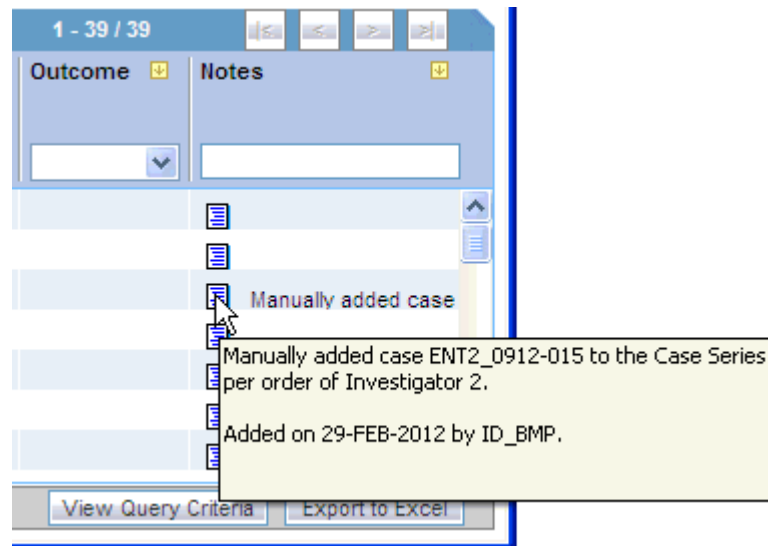 1 - 39 / 39
Outcome Notes
Manually added case
Manually added case ENT2_0912-015 to the Case Series
per order of Investigator 2.
Added on 29-FEB-2012 by ID_BMP.
View Query Criteria Export to Excel